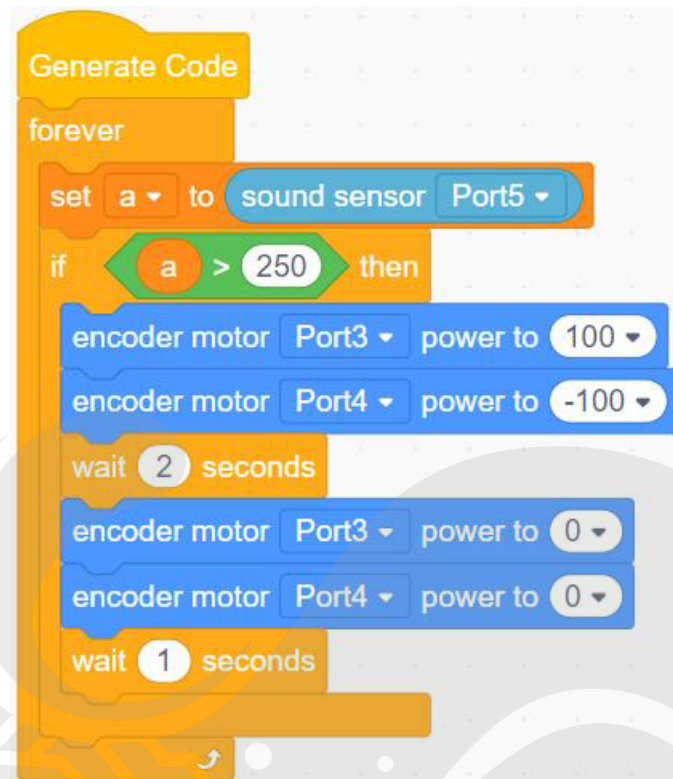 Generate Code
forever
set a to sound sensor Port5
if a > 250 then
encoder motor Port3 power to 100
encoder motor Port4 power to -100
wait 2 seconds
encoder motor Port3 power to 0
encoder motor Port4 power to 0
wait 1 seconds